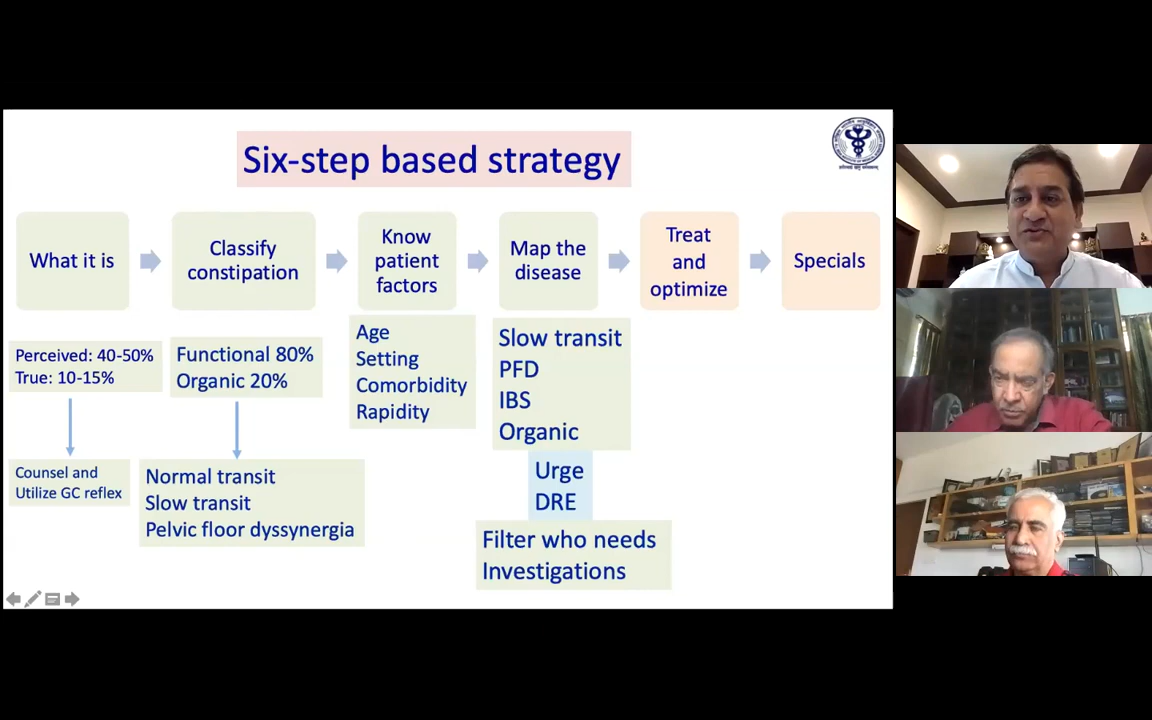 Six-step based strategy
What it is
Classify
constipation
Know
patient
factors
Map the
disease
Treat
and
optimize
Specials
Perceived: 40-50%
True: 10-15%
Counsel and
Utilize GC reflex
Functional 80%
Organic 20%
Normal transit
Slow transit
Pelvic floor dyssynergia
Age
Setting
Comorbidity
Rapidity
Slow transit
PFD
IBS
Organic
Urge
DRE
Filter who needs
Investigations